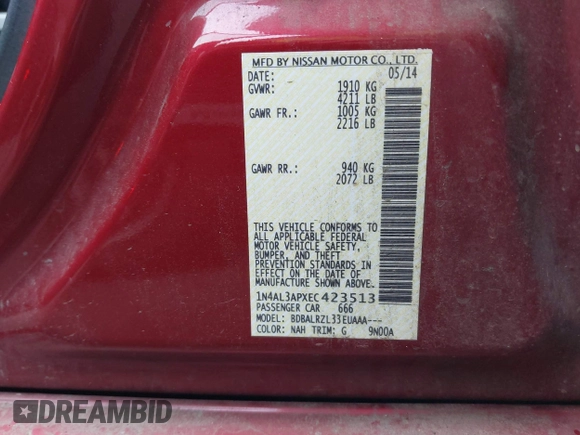 MFD BY NISSAN MOTOR CO., LTD.
DATE: 05/14
GVWR: 1910 KG
4211 LB
GAWR FR.: 1005 KG
2216 LB
GAWR RR.: 940 KG
2072 LB
THIS VEHICLE CONFORMS TO
ALL APPLICABLE FEDERAL
MOTOR VEHICLE SAFETY,
BUMPER, AND THEFT
PREVENTION STANDARDS IN
EFFECT ON THE DATE OF
MANUFACTURE SHOWN ABOVE.
1N4AL3APXEC423513
PASSENGER CAR 666
MODEL: BDBALRZL33EUAAA---
COLOR: NAH TRIM: G 9N00A
DREAMBID